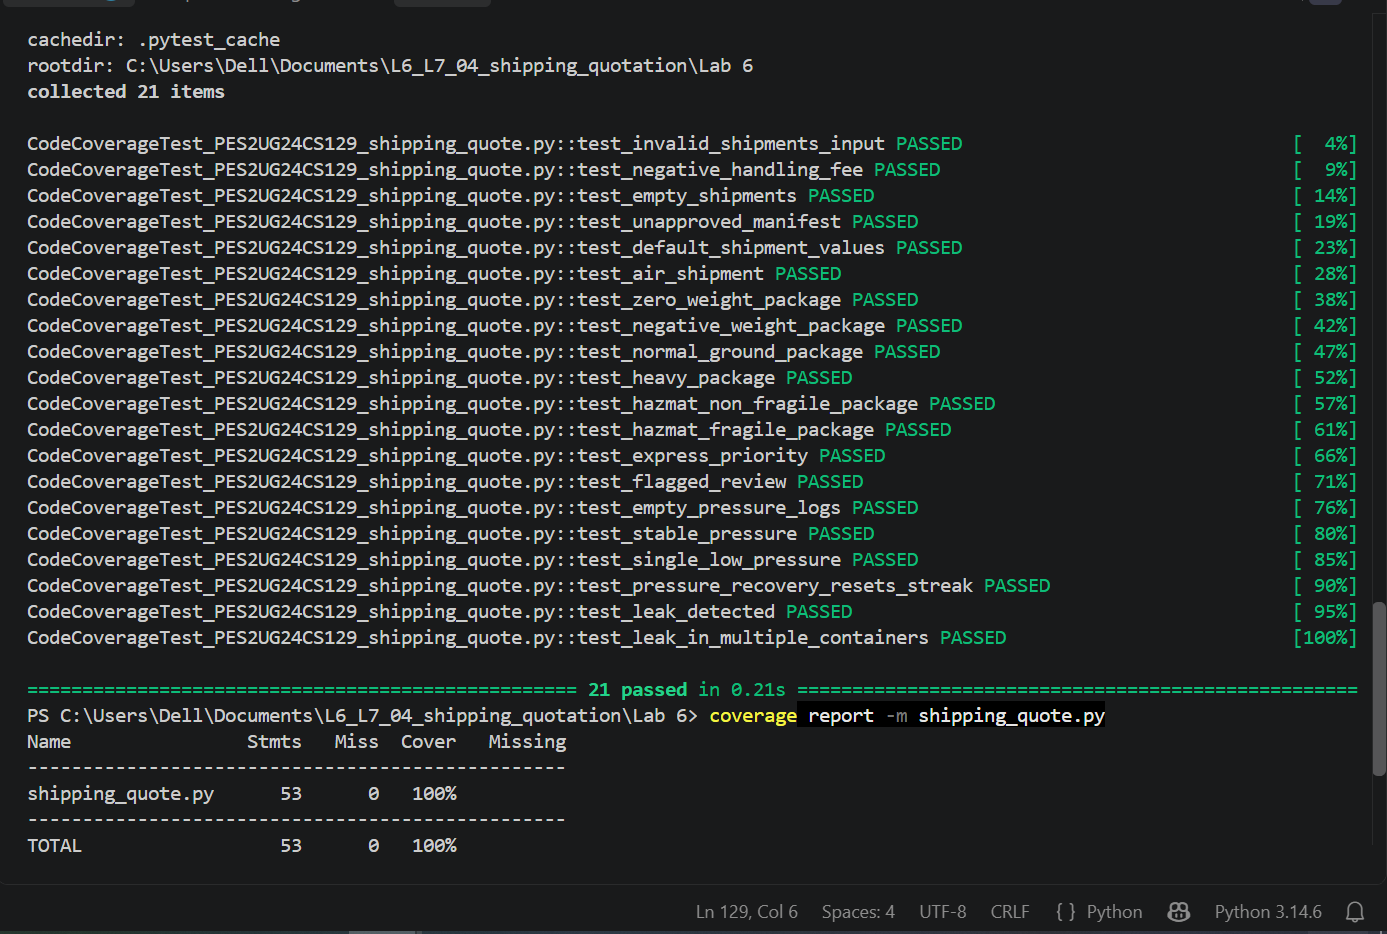 cachedir: .pytest_cache
rootdir: C:\Users\Dell\Documents\L6_L7_04_shipping_quotation\Lab 6
collected 21 items
CodeCoverageTest_PES2UG24CS129_shipping_quote.py::test_invalid_shipments_input PASSED [  4%]
CodeCoverageTest_PES2UG24CS129_shipping_quote.py::test_negative_handling_fee PASSED [  9%]
CodeCoverageTest_PES2UG24CS129_shipping_quote.py::test_empty_shipments PASSED [ 14%]
CodeCoverageTest_PES2UG24CS129_shipping_quote.py::test_unapproved_manifest PASSED [ 19%]
CodeCoverageTest_PES2UG24CS129_shipping_quote.py::test_default_shipment_values PASSED [ 23%]
CodeCoverageTest_PES2UG24CS129_shipping_quote.py::test_air_shipment PASSED [ 28%]
CodeCoverageTest_PES2UG24CS129_shipping_quote.py::test_zero_weight_package PASSED [ 38%]
CodeCoverageTest_PES2UG24CS129_shipping_quote.py::test_negative_weight_package PASSED [ 42%]
CodeCoverageTest_PES2UG24CS129_shipping_quote.py::test_normal_ground_package PASSED [ 47%]
CodeCoverageTest_PES2UG24CS129_shipping_quote.py::test_heavy_package PASSED [ 52%]
CodeCoverageTest_PES2UG24CS129_shipping_quote.py::test_hazmat_non_fragile_package PASSED [ 57%]
CodeCoverageTest_PES2UG24CS129_shipping_quote.py::test_hazmat_fragile_package PASSED [ 61%]
CodeCoverageTest_PES2UG24CS129_shipping_quote.py::test_express_priority PASSED [ 66%]
CodeCoverageTest_PES2UG24CS129_shipping_quote.py::test_flagged_review PASSED [ 71%]
CodeCoverageTest_PES2UG24CS129_shipping_quote.py::test_empty_pressure_logs PASSED [ 76%]
CodeCoverageTest_PES2UG24CS129_shipping_quote.py::test_stable_pressure PASSED [ 80%]
CodeCoverageTest_PES2UG24CS129_shipping_quote.py::test_single_low_pressure PASSED [ 85%]
CodeCoverageTest_PES2UG24CS129_shipping_quote.py::test_pressure_recovery_resets_streak PASSED [ 90%]
CodeCoverageTest_PES2UG24CS129_shipping_quote.py::test_leak_detected PASSED [ 95%]
CodeCoverageTest_PES2UG24CS129_shipping_quote.py::test_leak_in_multiple_containers PASSED [100%]
================================================== 21 passed in 0.21s ===================================================
PS C:\Users\Dell\Documents\L6_L7_04_shipping_quotation\Lab 6> coverage report -m shipping_quote.py
Name                Stmts   Miss  Cover   Missing
-------------------------------------------------
shipping_quote.py      53      0   100%
-------------------------------------------------
TOTAL                  53      0   100%
Ln 129, Col 6 Spaces: 4 UTF-8 CRLF { } Python Python 3.14.6